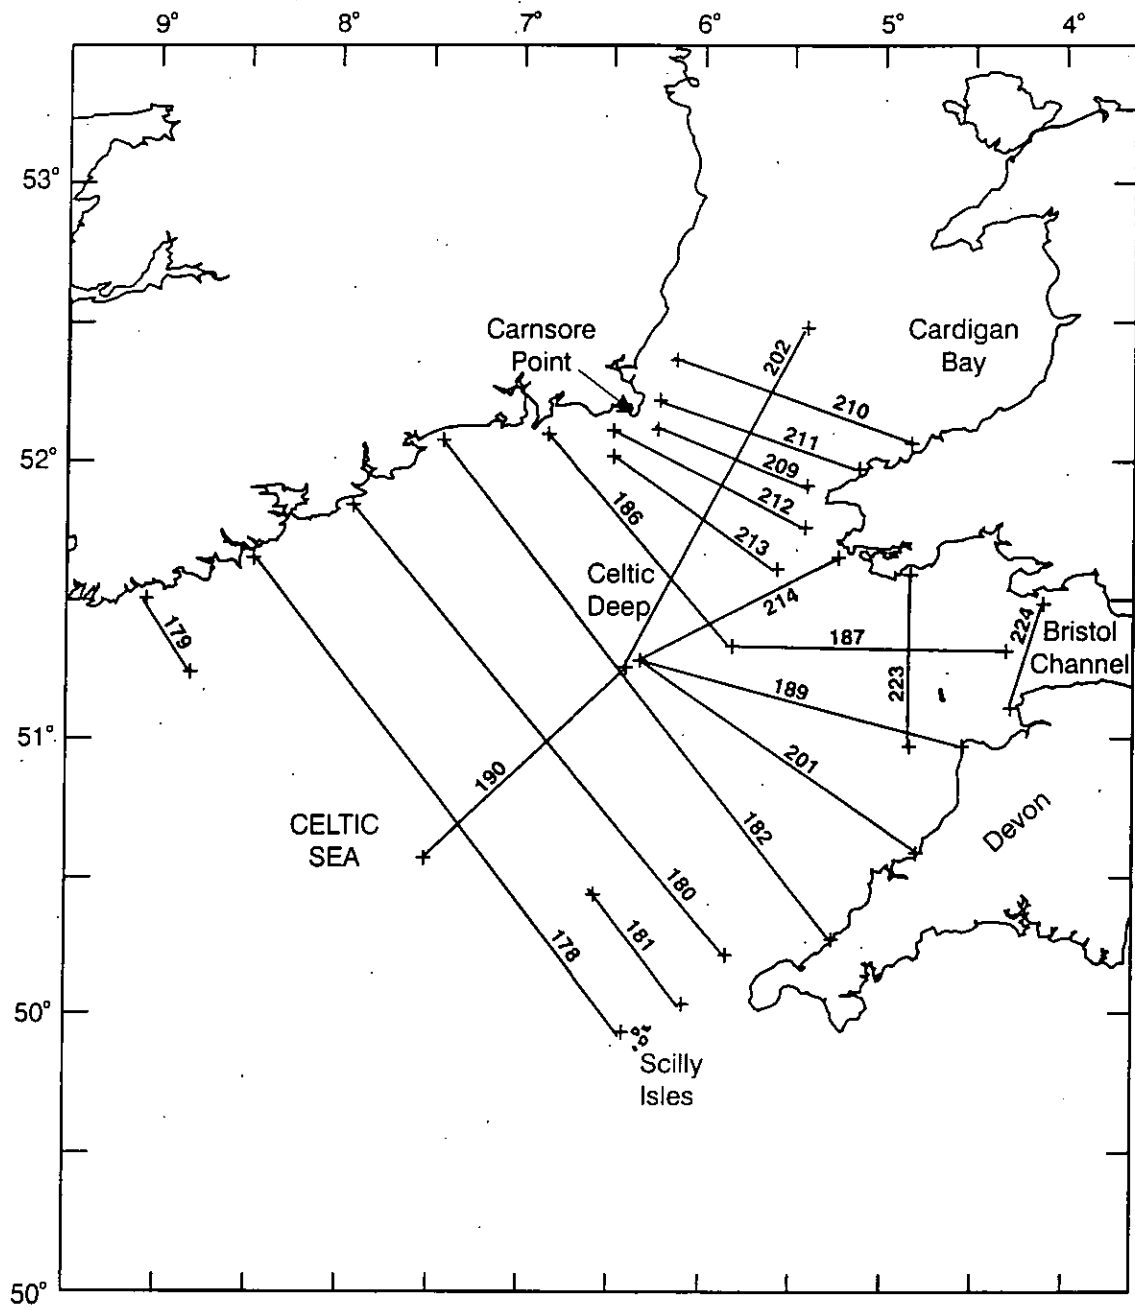 9° 8° 7° 6° 5° 4°
53°
Carnsore
Point
202
Cardigan
Bay
210
211
52°
209
212
186
213
Celtic
Deep
214
179
187
224
Bristol
Channel
189
223
51°
201
190
182
Devon
CELTIC
SEA
180
181
178
50°
Scilly
Isles
50°